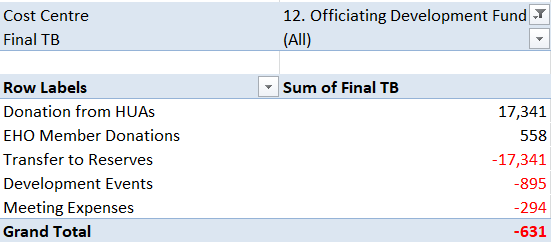 Cost Centre 12. Officiating Development Fund
Final TB (All)
Row Labels Sum of Final TB
Donation from HUAs 17,341
EHO Member Donations 558
Transfer to Reserves -17,341
Development Events -895
Meeting Expenses -294
Grand Total -631